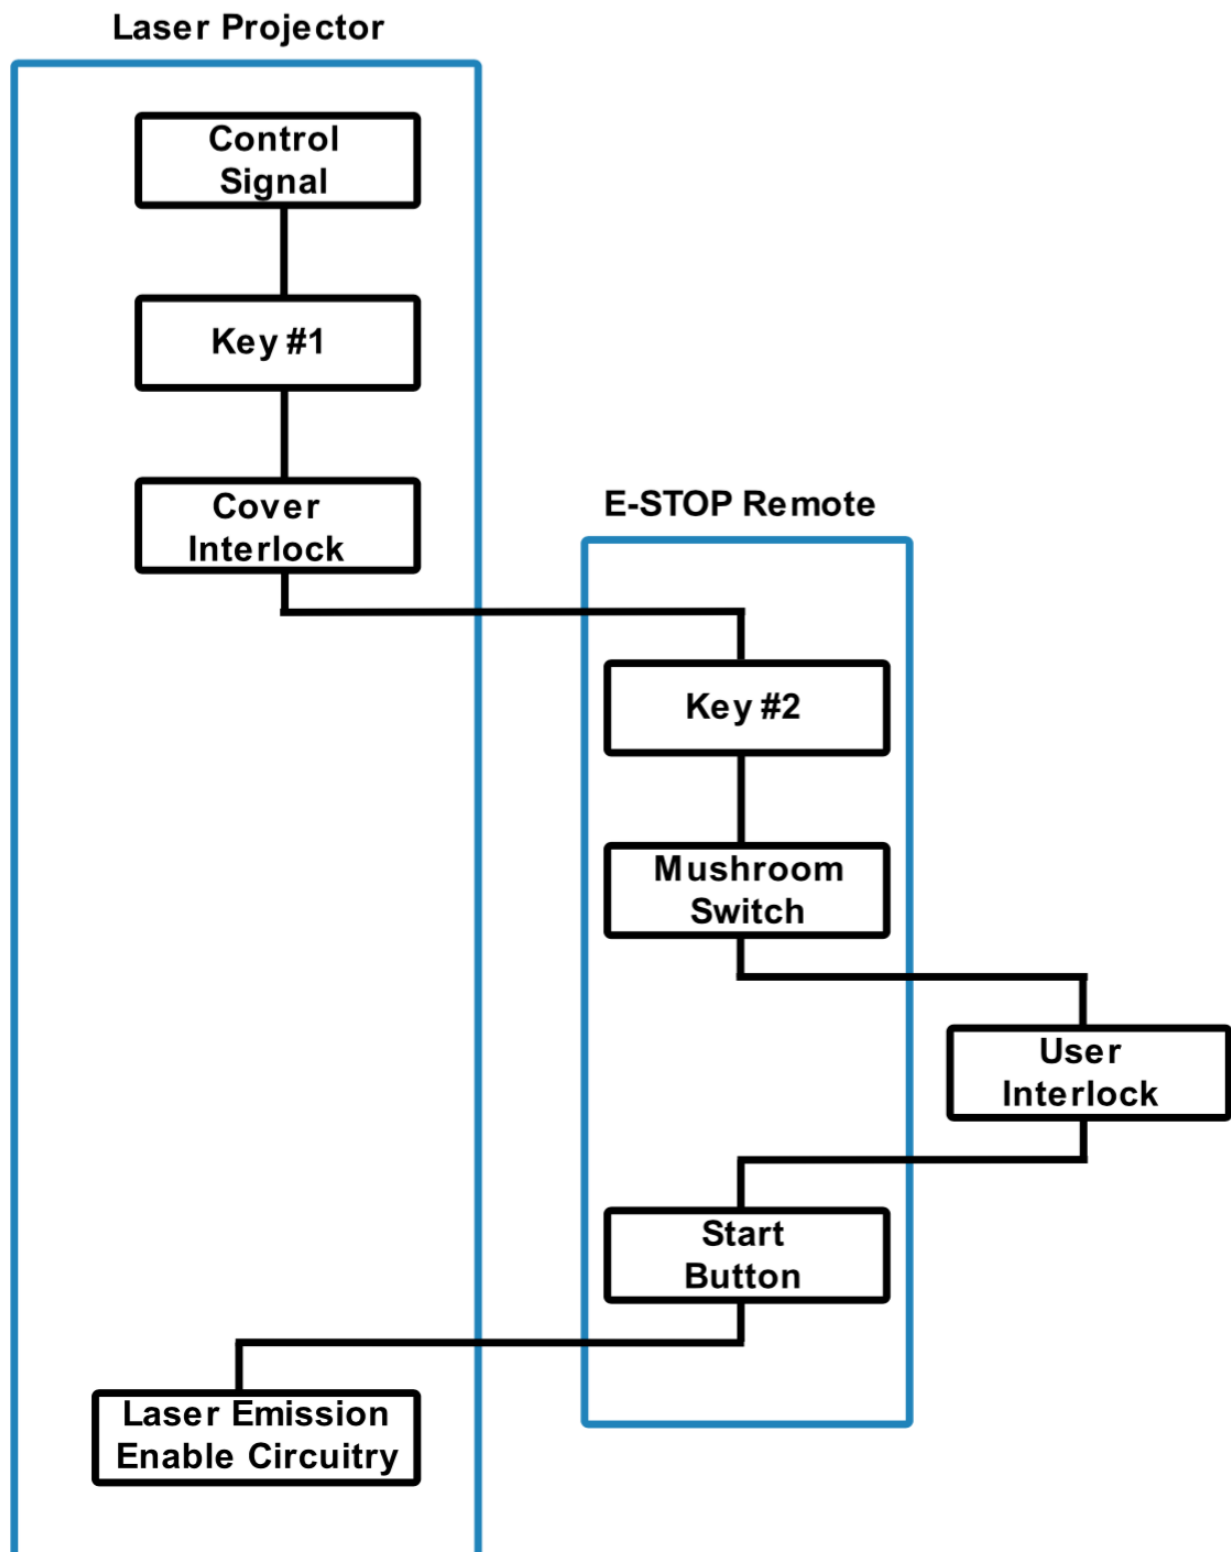 Laser Projector
Control
Signal
Key #1
Cover
Interlock
E-STOP Remote
Key #2
Mushroom
Switch
User
Interlock
Start
Button
Laser Emission
Enable Circuitry